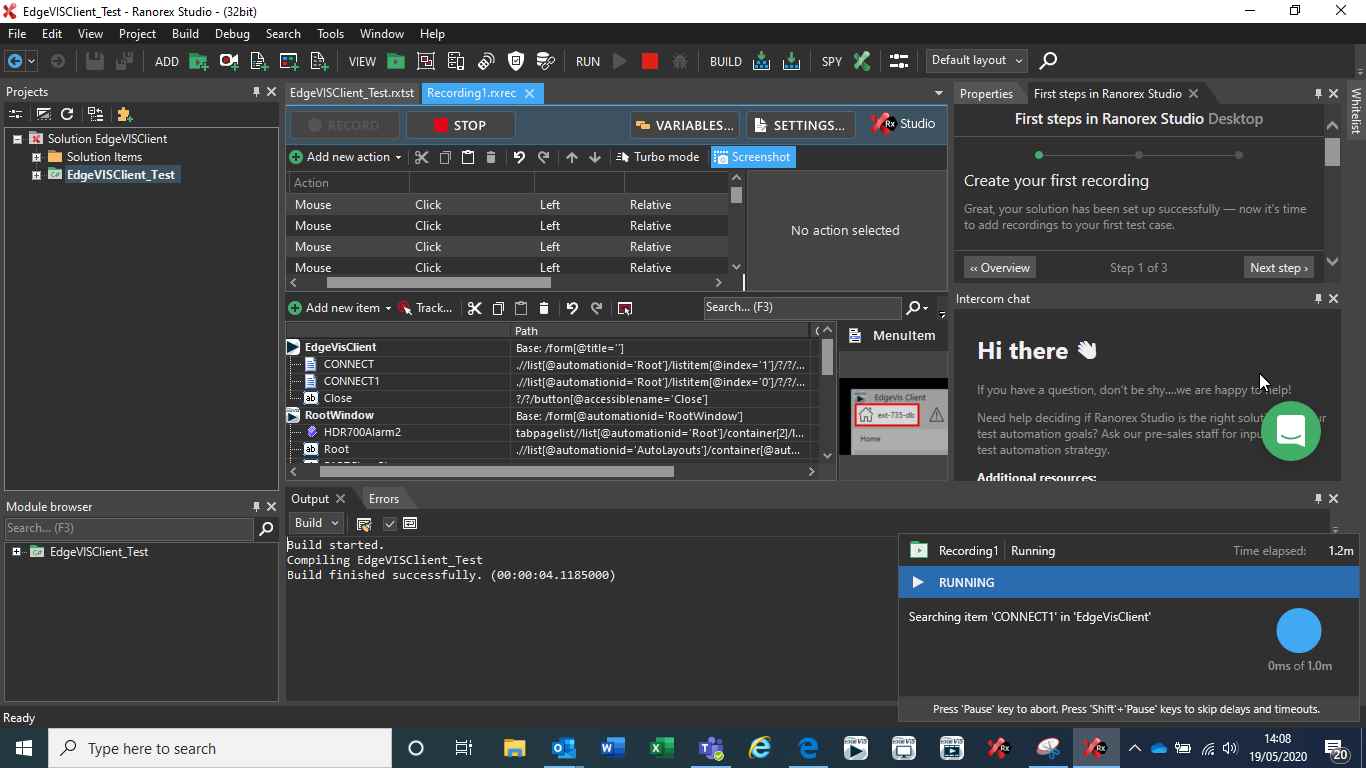 EdgeVISClient_Test - Ranorex Studio - (32bit)
File Edit View Project Build Debug Search Tools Window Help
ADD VIEW RUN BUILD SPY Default layout
Projects
Solution EdgeVISClient
Solution Items
EdgeVISClient_Test
EdgeVISClient_Test.rxtst Recording1.rxrec
RECORD STOP VARIABLES... SETTINGS... Rx Studio
Add new action Turbo mode Screenshot
Action
Mouse Click Left Relative
Mouse Click Left Relative
Mouse Click Left Relative
Mouse Click Left Relative
No action selected
Add new item Track... Search... (F3)
Path
EdgeVisClient Base: /form[@title='']
CONNECT .//list[@automationid='Root']/listitem[@index='1']/?/?/...
CONNECT1 .//list[@automationid='Root']/listitem[@index='0']/?/?/...
Close ?/?/button[@accessiblename='Close']
RootWindow Base: /form[@automationid='RootWindow']
HDR700Alarm2 tabpagelist//list[@automationid='Root']/container[2]/l...
Root .//list[@automationid='AutoLayouts']/container[@aut...
MenuItem
EdgeVis Client
ext-735-db
Home
Properties First steps in Ranorex Studio
Whitelist
First steps in Ranorex Studio Desktop
Create your first recording
Great, your solution has been set up successfully — now it's time
to add recordings to your first test case.
‹‹ Overview Step 1 of 3 Next step ›
Intercom chat
Hi there
If you have a question, don't be shy....we are happy to help!
Need help deciding if Ranorex Studio is the right solut
test automation goals? Ask our pre-sales staff for inpu
test automation strategy.
Additional resources:
Module browser
Search... (F3)
EdgeVISClient_Test
Output Errors
Build
Build started.
Compiling EdgeVISClient_Test
Build finished successfully. (00:00:04.1185000)
Recording1 Running Time elapsed: 1.2m
RUNNING
Searching item 'CONNECT1' in 'EdgeVisClient'
0ms of 1.0m
Press 'Pause' key to abort. Press 'Shift'+'Pause' keys to skip delays and timeouts.
Ready
Type here to search
14:08
19/05/2020
20